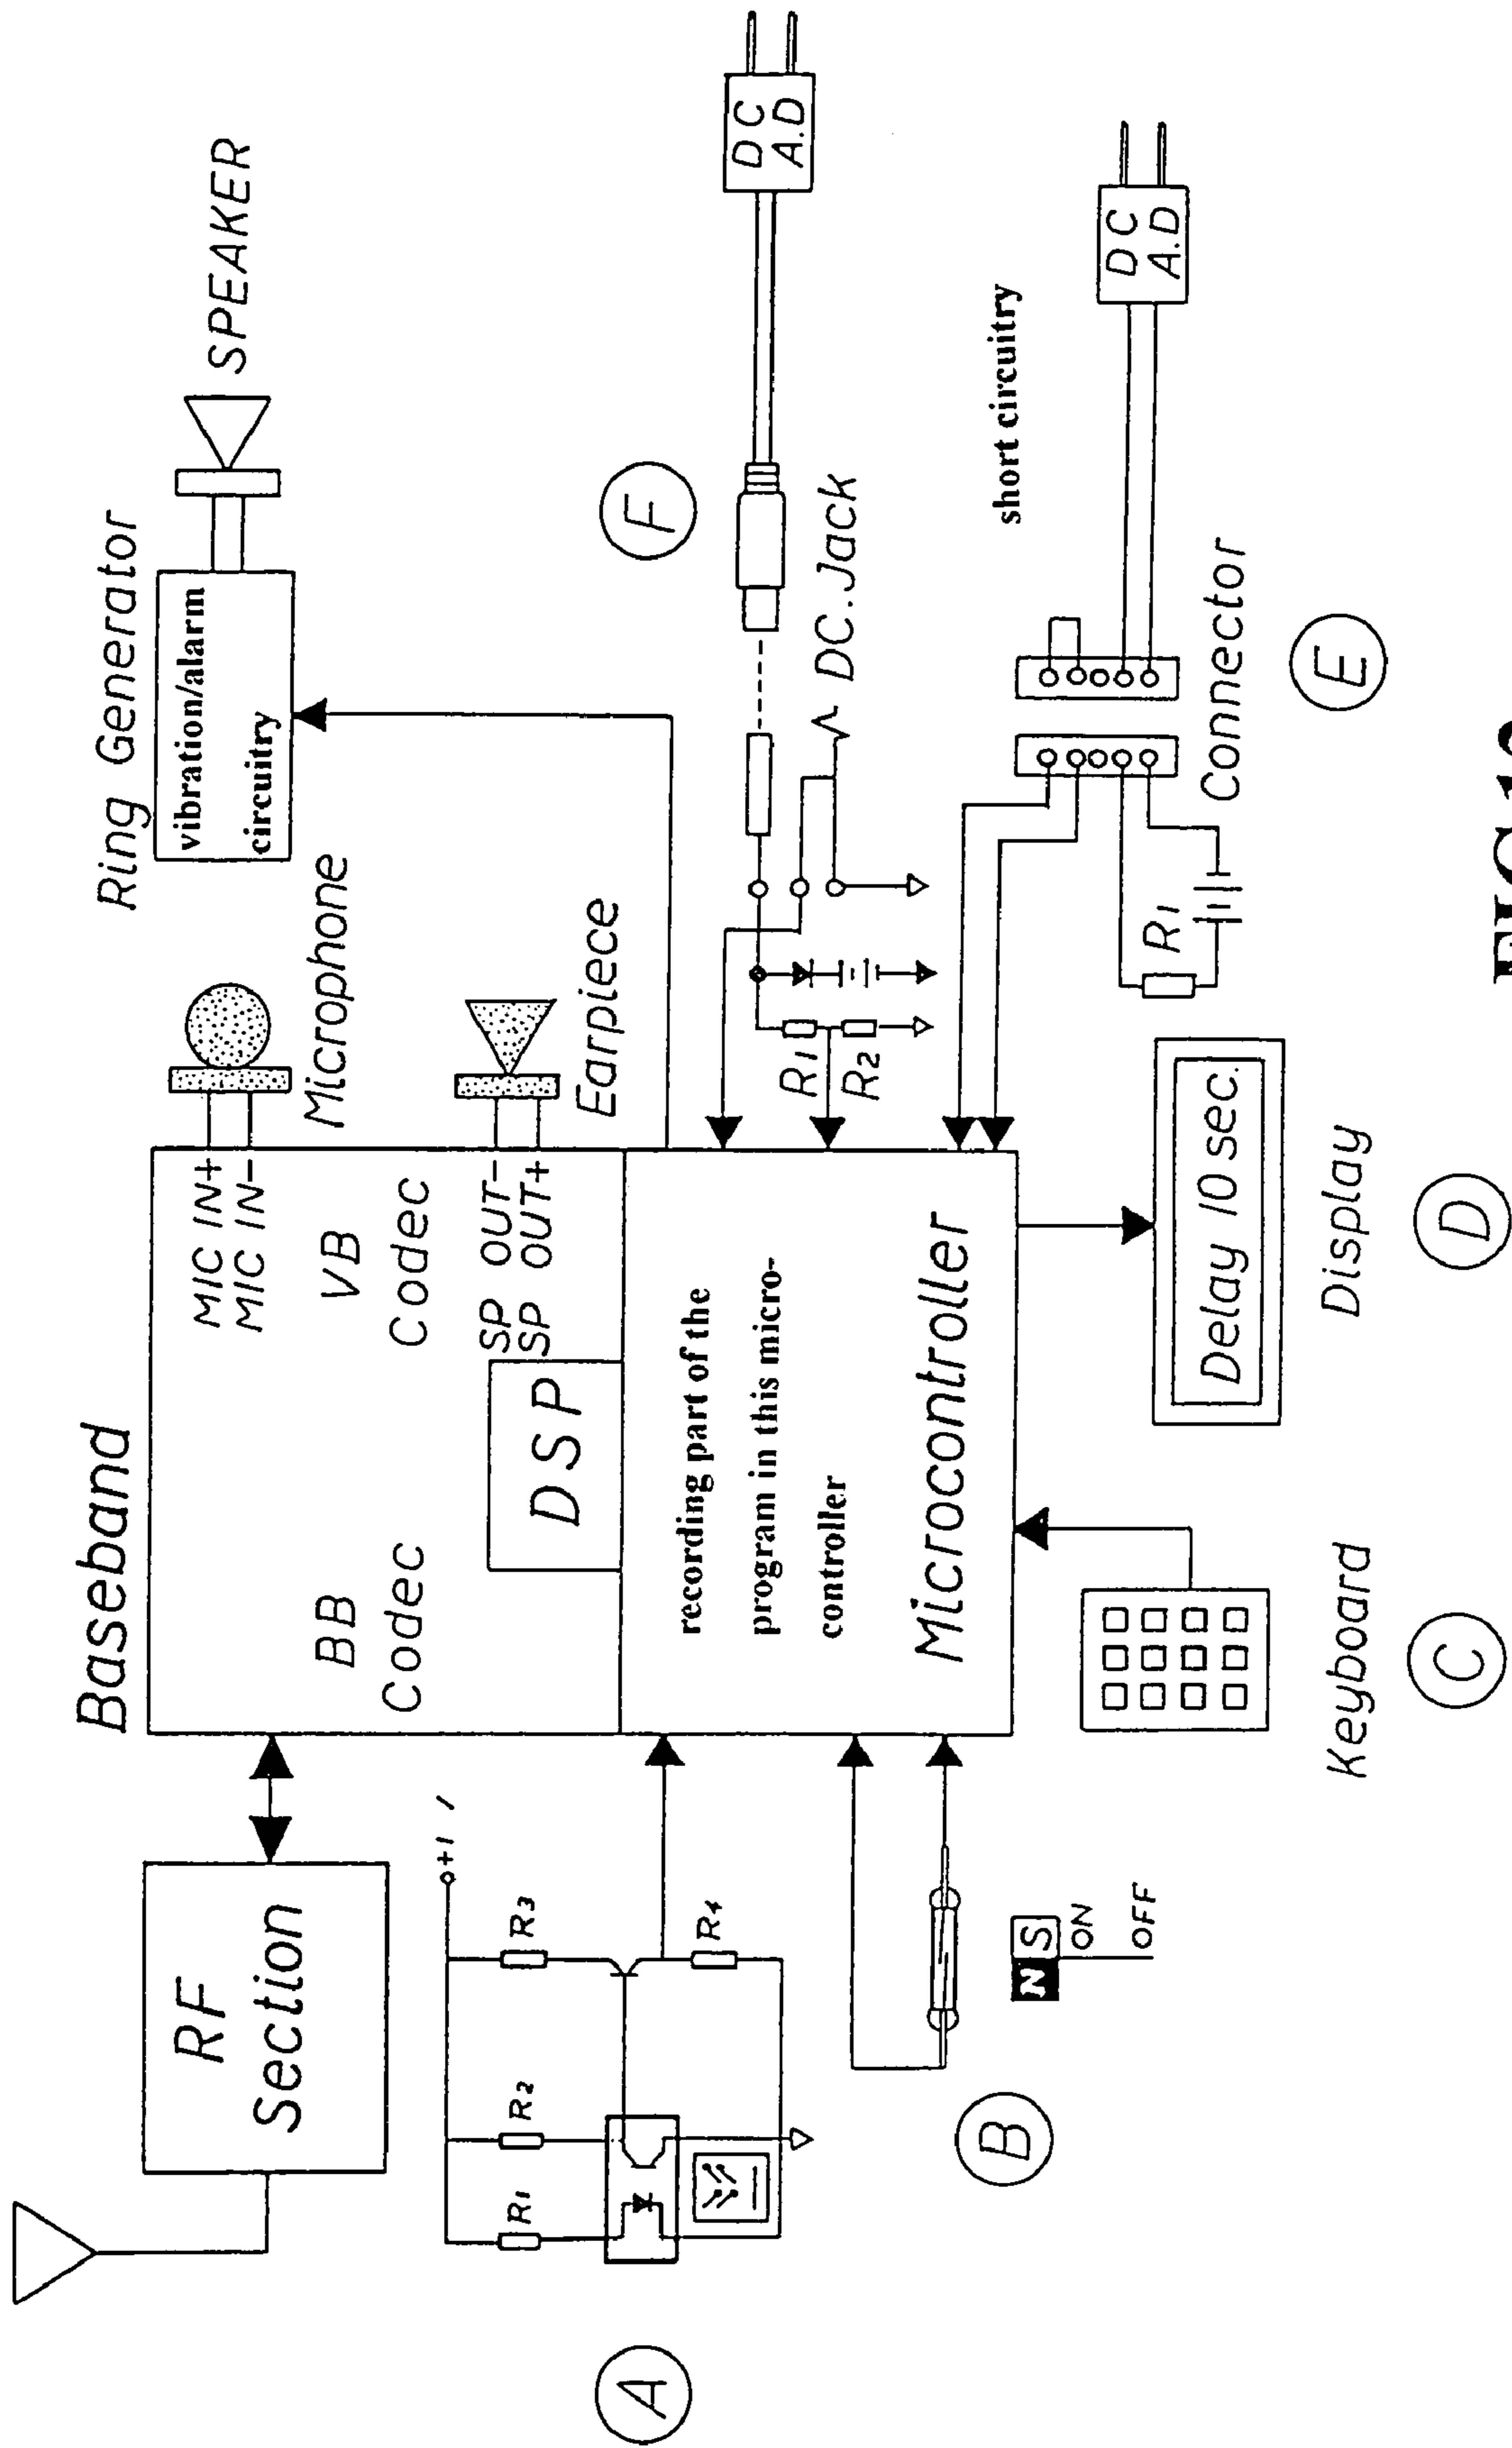 Baseband
RF
Section
BB
Codec
VB
Codec
DSP
MIC IN+
MIC IN-
SP OUT-
SP OUT+
Microphone
Earpiece
Ring Generator
vibration/alarm
circuitry
SPEAKER
recording part of the
program in this micro-
controller
Microcontroller
+1
R1
R2
R3
R4
A
N S
ON
OFF
B
Keyboard
C
Delay 10 sec.
Display
D
R1
R2
DC.Jack
DC
A.D
F
short circuitry
R1
Connector
DC
A.D
E